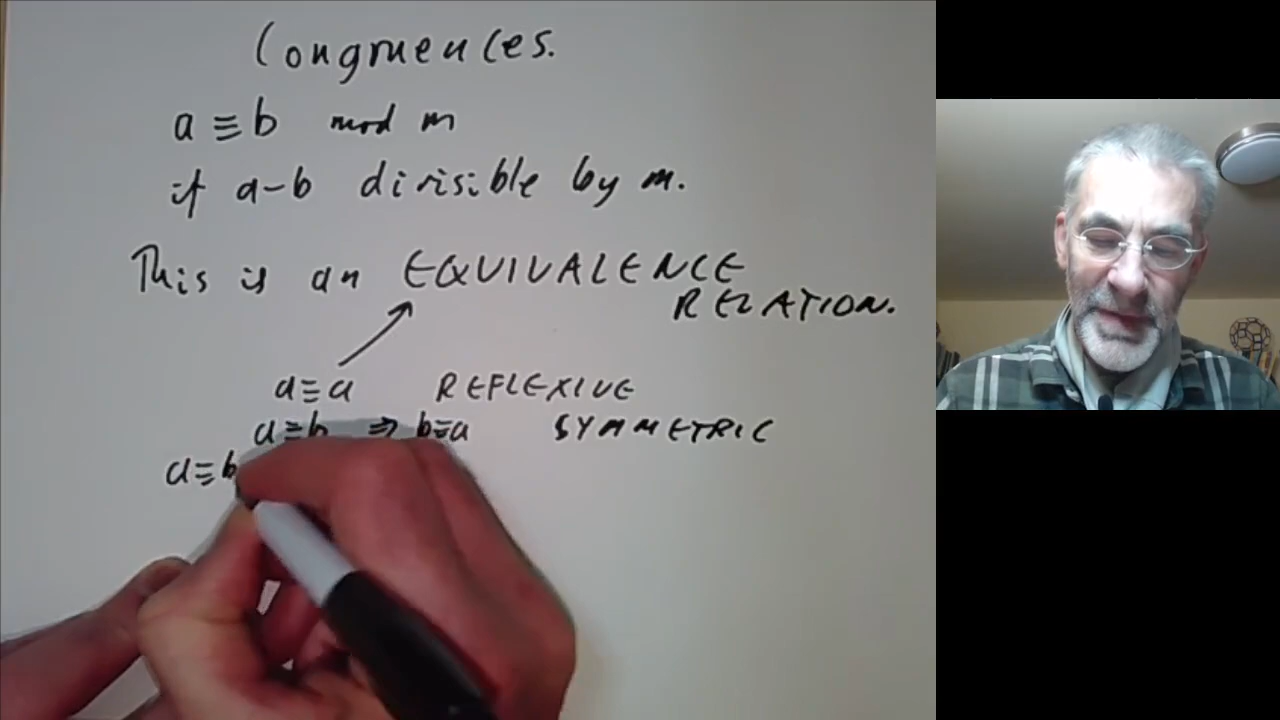 Congruences.
a ≡ b mod m
if a-b divisible by m.
This is an EQUIVALENCE
RELATION.
a ≡ a REFLEXIVE
a ≡ b ⇒ b ≡ a SYMMETRIC
a ≡ b